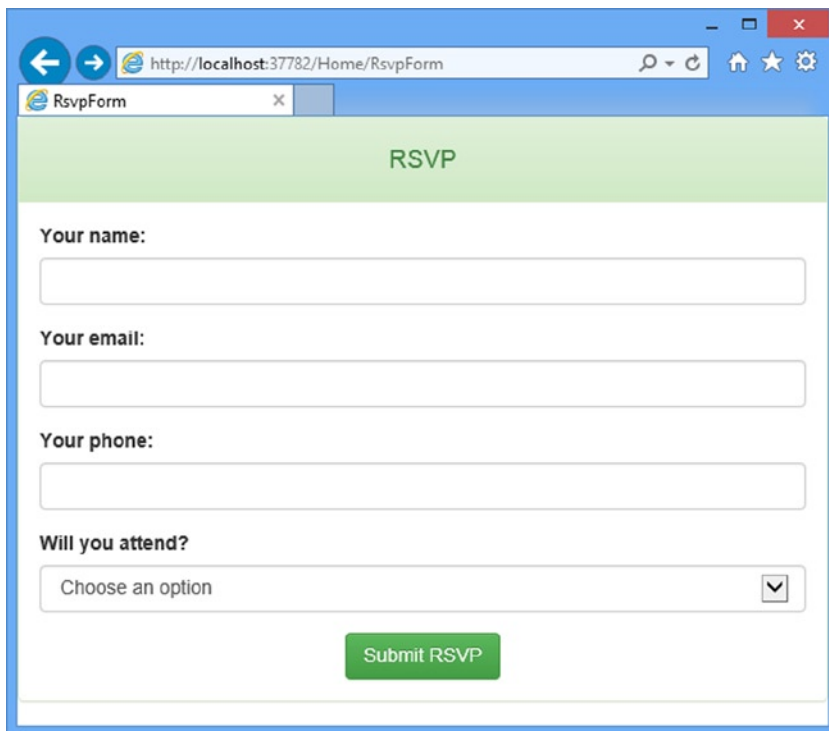 http://localhost:37782/Home/RsvpForm
RsvpForm
RSVP
Your name:
Your email:
Your phone:
Will you attend?
Choose an option
Submit RSVP